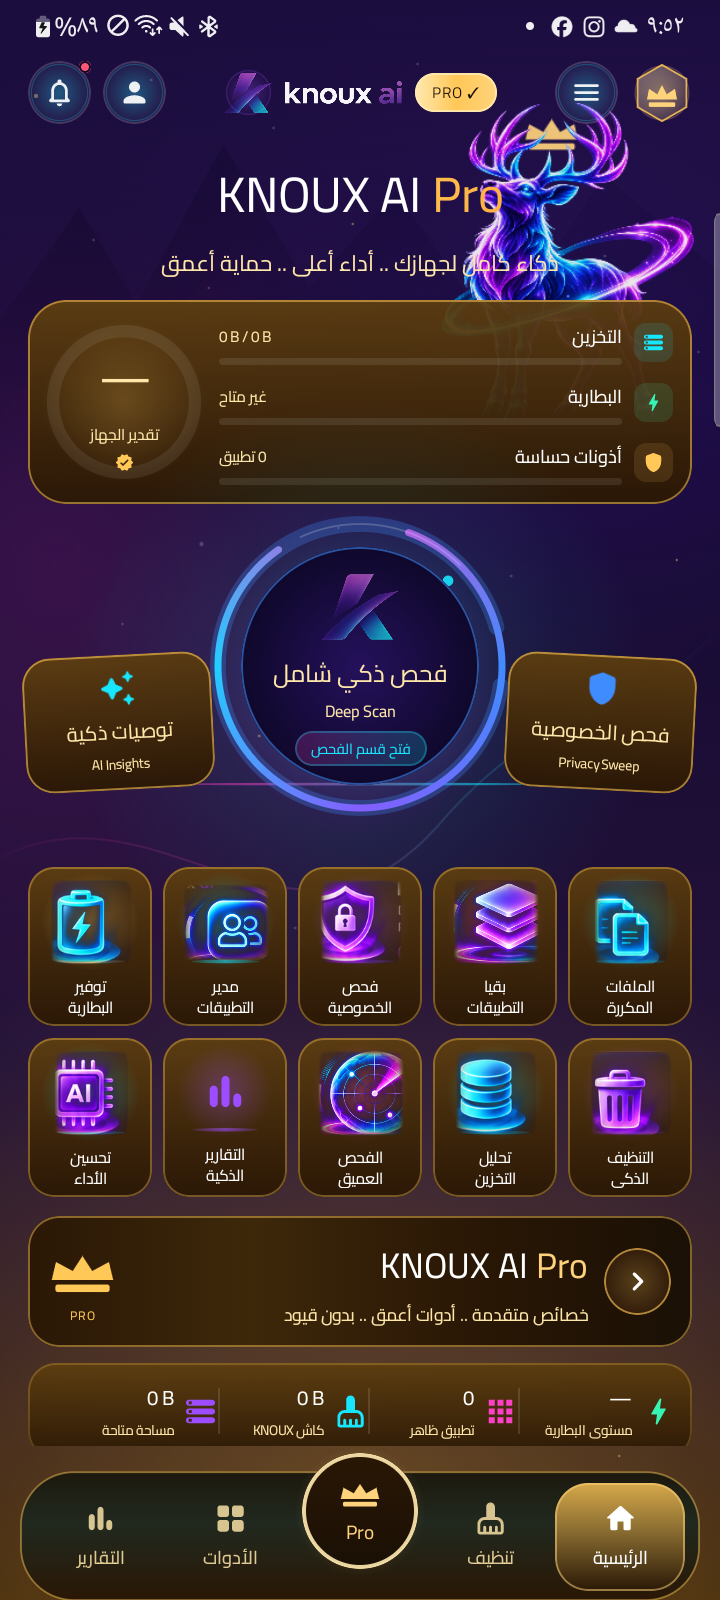 ٩:٥٢
%٨٩
knoux ai
PRO ✓
KNOUX AI Pro
ذكاء كامل لجهازك .. أداء أعلى .. حماية أعمق
التخزين
0 B / 0 B
البطارية
غير متاح
أذونات حساسة
0 تطبيق
—
تقدير الجهاز
فحص ذكي شامل
Deep Scan
فتح قسم الفحص
فحص الخصوصية
Privacy Sweep
توصيات ذكية
AI Insights
الملفات
المكررة
بقيا
التطبيقات
فحص
الخصوصية
مدير
التطبيقات
توفير
البطارية
التنظيف
الذكي
تحليل
التخزين
الفحص
العميق
التقارير
الذكية
AI
تحسين
الأداء
KNOUX AI Pro
خصائص متقدمة .. أدوات أعمق .. بدون قيود
PRO
—
مستوى البطارية
0
تطبيق ظاهر
0 B
كاش KNOUX
0 B
مساحة متاحة
الرئيسية
تنظيف
Pro
الأدوات
التقارير